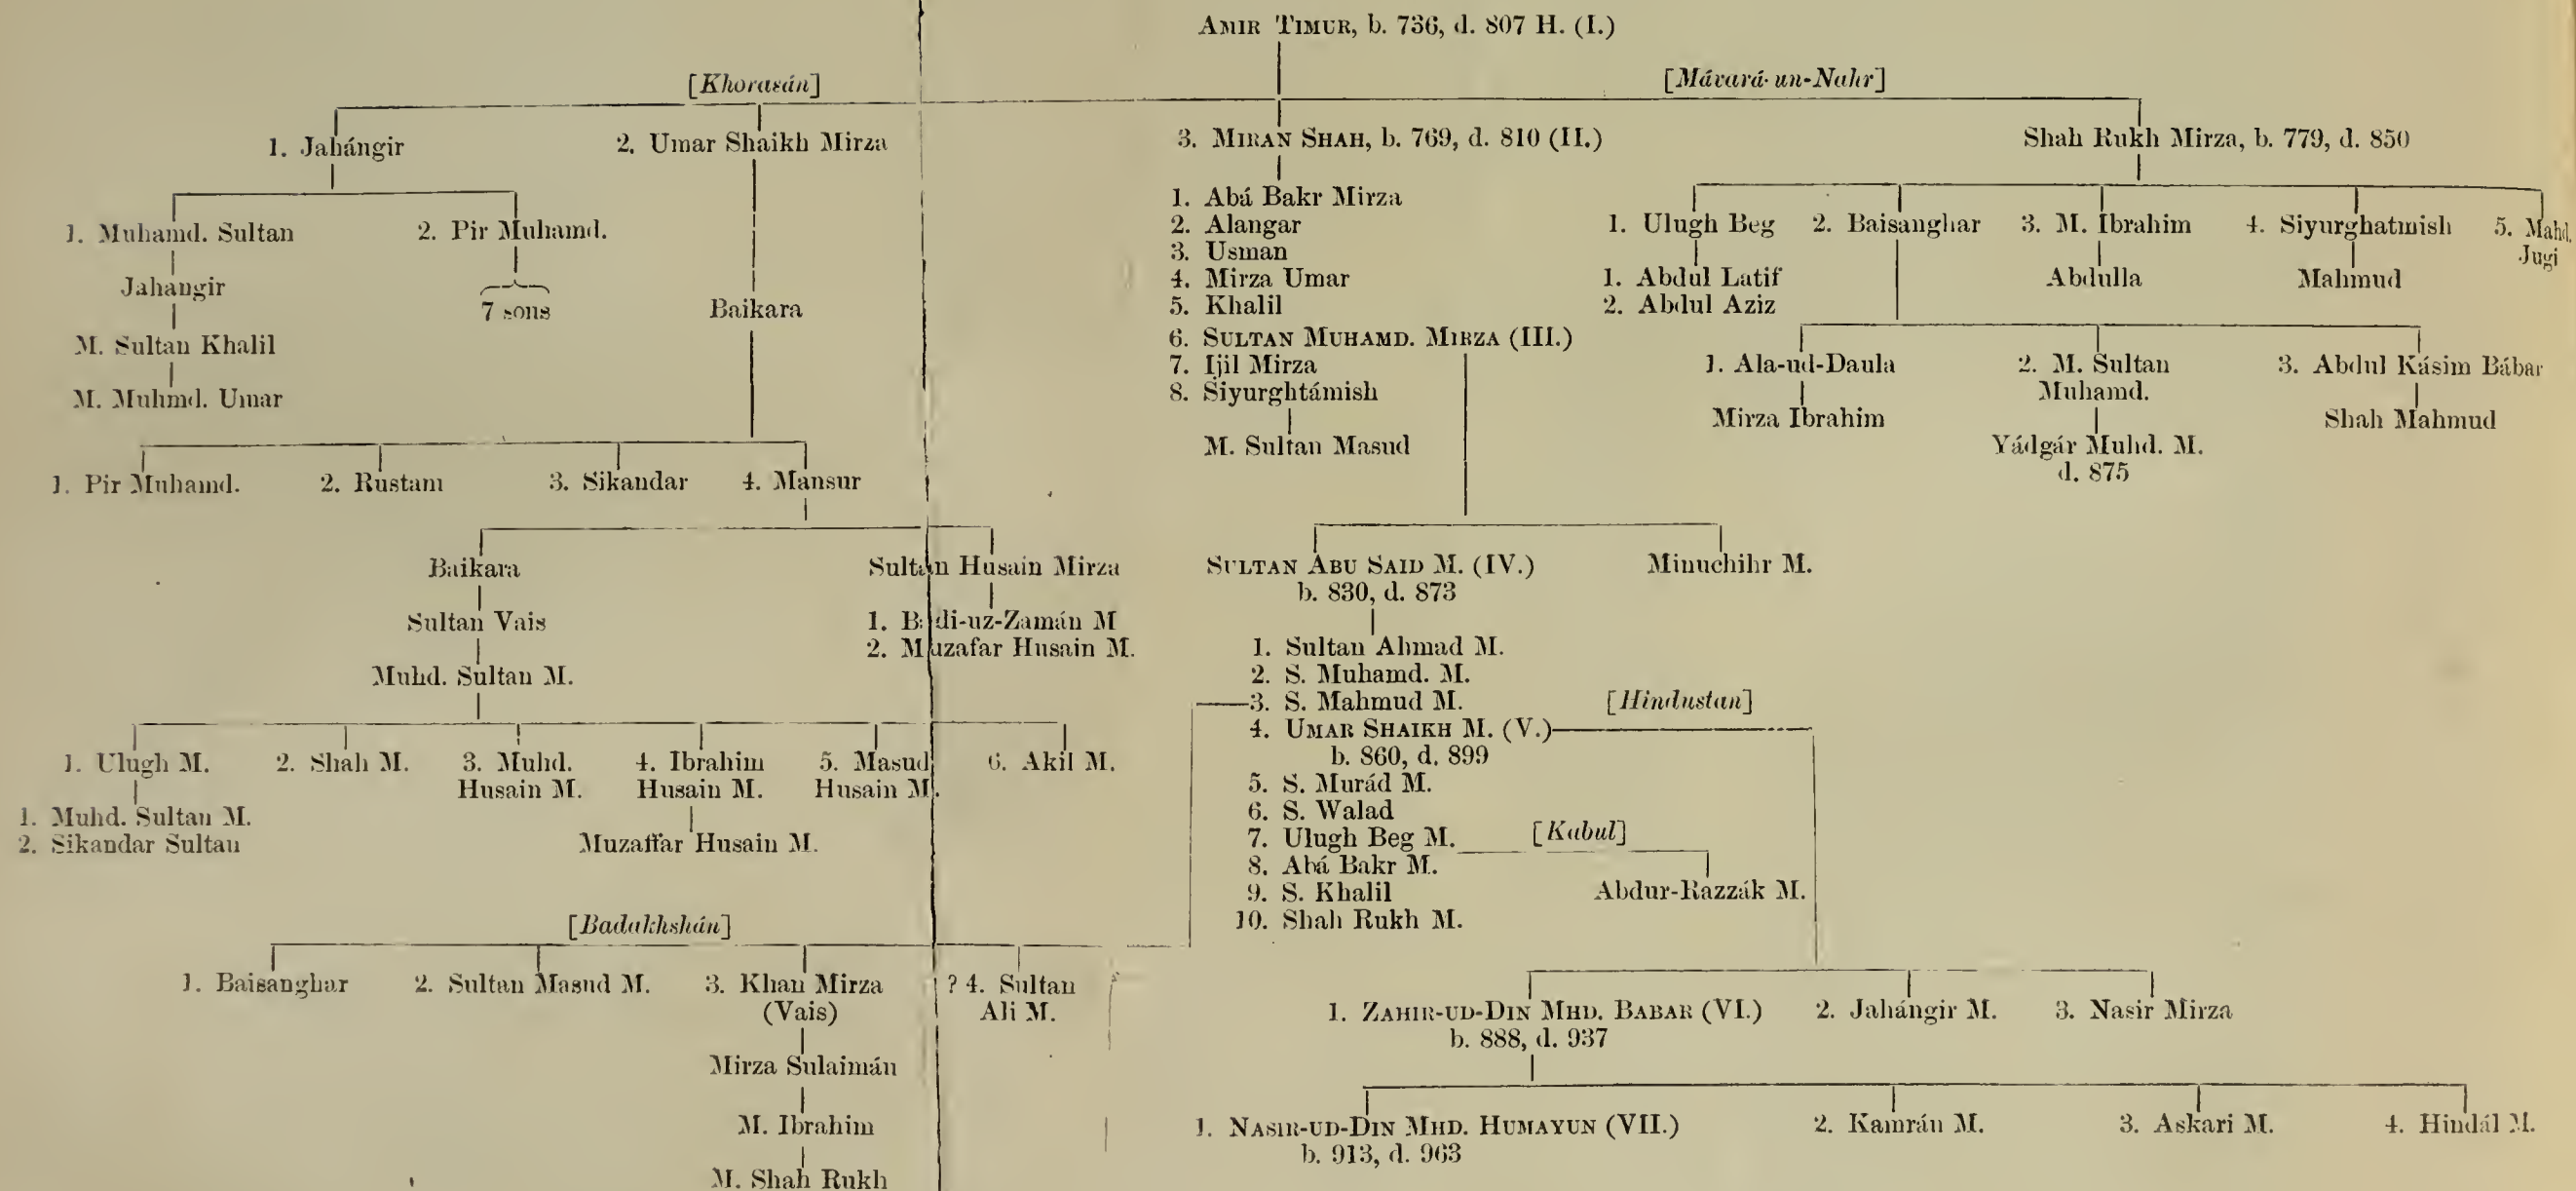 AMIR TIMUR, b. 736, d. 807 H. (I.)
[Khorasán]
[Mávará-un-Nahr]
1. Jahángir
2. Umar Shaikh Mirza
3. MIRAN SHAH, b. 769, d. 810 (II.)
Shah Rukh Mirza, b. 779, d. 850
1. Muhamd. Sultan
2. Pir Muhamd.
Jahangir
7 sons
M. Sultan Khalil
M. Muhmd. Umar
Baikara
1. Abá Bakr Mirza
2. Alangar
3. Usman
4. Mirza Umar
5. Khalil
6. SULTAN MUHAMD. MIRZA (III.)
7. Ijil Mirza
8. Siyurghtámish
M. Sultan Masud
1. Ulugh Beg
2. Baisanghar
3. M. Ibrahim
4. Siyurghatmish
5. Mahd.
Jugi
1. Abdul Latif
2. Abdul Aziz
Abdulla
Mahmud
1. Ala-ud-Daula
2. M. Sultan
Muhamd.
3. Abdul Kásim Bábar
Mirza Ibrahim
Yádgár Muhd. M.
d. 875
Shah Mahmud
1. Pir Muhamd.
2. Rustam
3. Sikandar
4. Mansur
Baikara
Sultan Husain Mirza
Sultan Vais
1. Badi-uz-Zamán M
2. Muzafar Husain M.
Muhd. Sultan M.
1. Ulugh M.
2. Shah M.
3. Muhd.
Husain M.
4. Ibrahim
Husain M.
5. Masud
Husain M.
6. Akil M.
1. Muhd. Sultan M.
2. Sikandar Sultan
Muzaffar Husain M.
SULTAN ABU SAID M. (IV.)
b. 830, d. 873
Minuchihr M.
1. Sultan Ahmad M.
2. S. Muhamd. M.
3. S. Mahmud M.
[Hindustan]
4. UMAR SHAIKH M. (V.)
b. 860, d. 899
5. S. Murád M.
6. S. Walad
7. Ulugh Beg M.
[Kabul]
8. Abá Bakr M.
9. S. Khalil
10. Shah Rukh M.
Abdur-Razzák M.
[Badakhshán]
1. Baisanghar
2. Sultan Masud M.
3. Khan Mirza
(Vais)
? 4. Sultan
Ali M.
Mirza Sulaimán
M. Ibrahim
M. Shah Rukh
1. ZAHIR-UD-DIN MHD. BABAR (VI.)
b. 888, d. 937
2. Jahángir M.
3. Nasir Mirza
1. NASIR-UD-DIN MHD. HUMAYUN (VII.)
b. 913, d. 963
2. Kamrán M.
3. Askari M.
4. Hindál M.